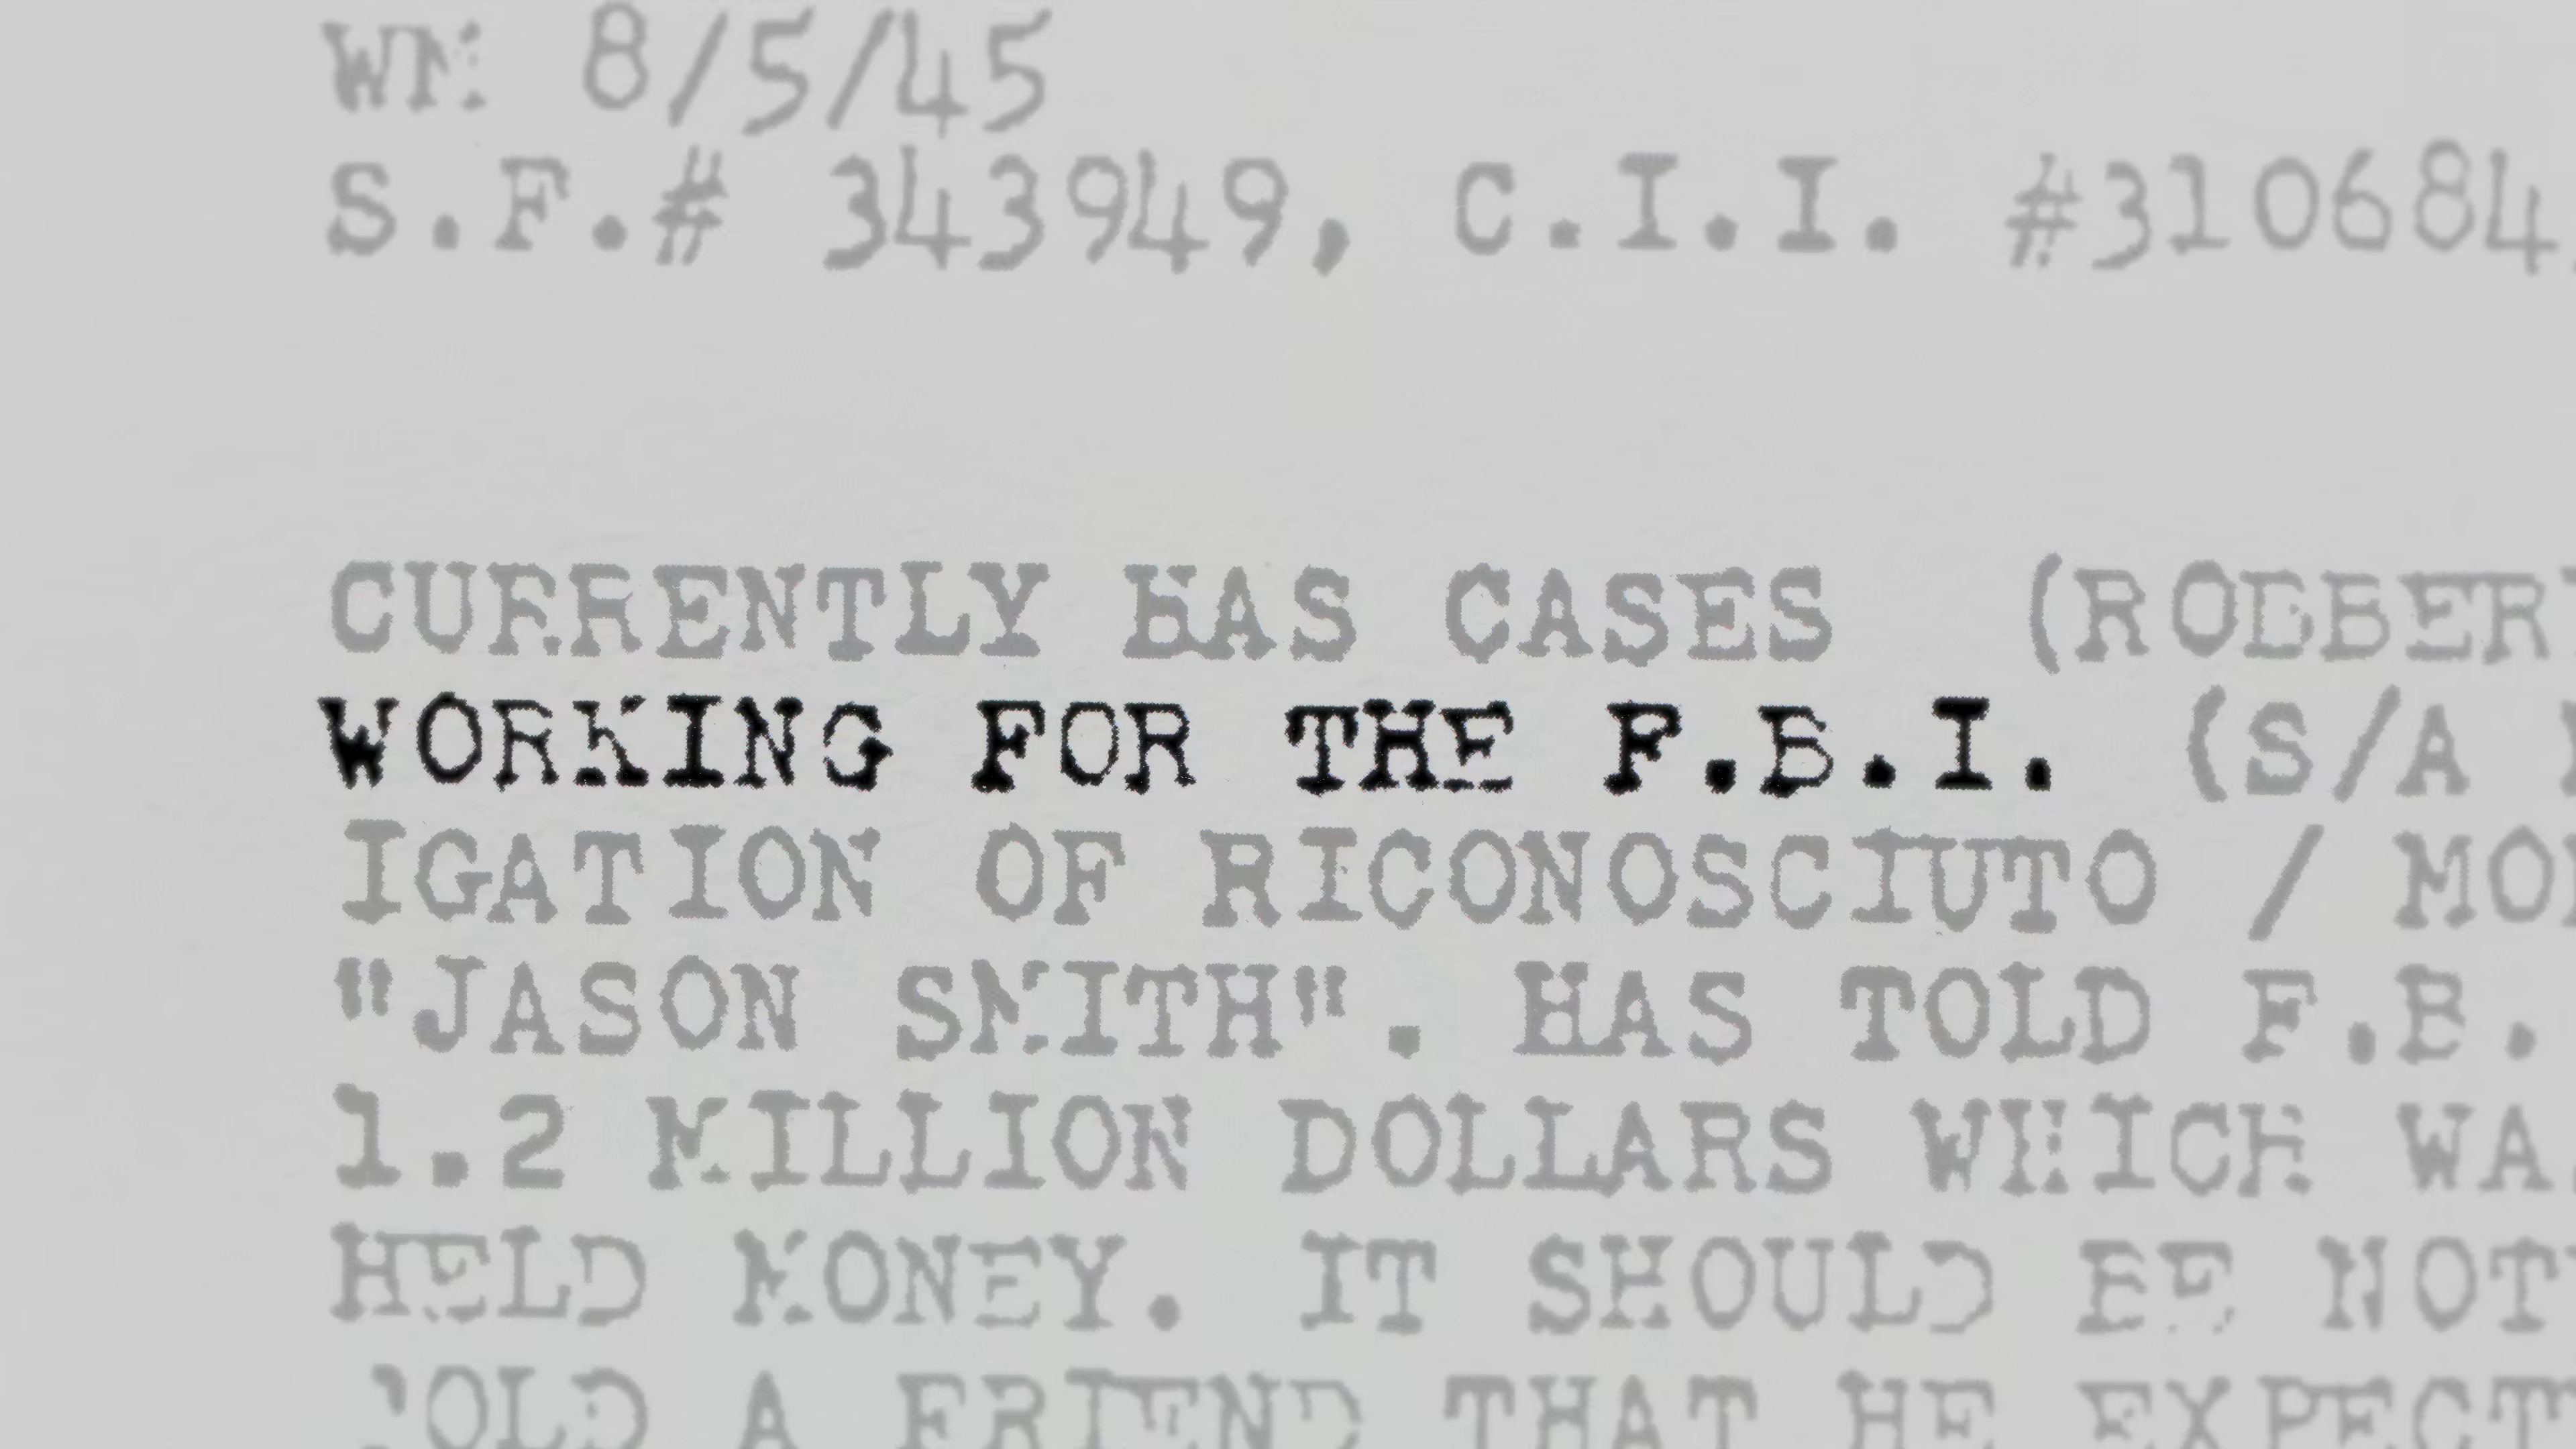 WM 8/5/45
S.F.# 343949, C.I.I. #310684
CURRENTLY HAS CASES (ROBBER
WORKING FOR THE F.B.I. (S/A
IGATION OF RICONOSCIUTO / MO
"JASON SMITH". HAS TOLD F.B.
1.2 MILLION DOLLARS WHICH WA
HELD MONEY. IT SHOULD BE NOT
TOLD A FRIEND THAT HE EXPECT